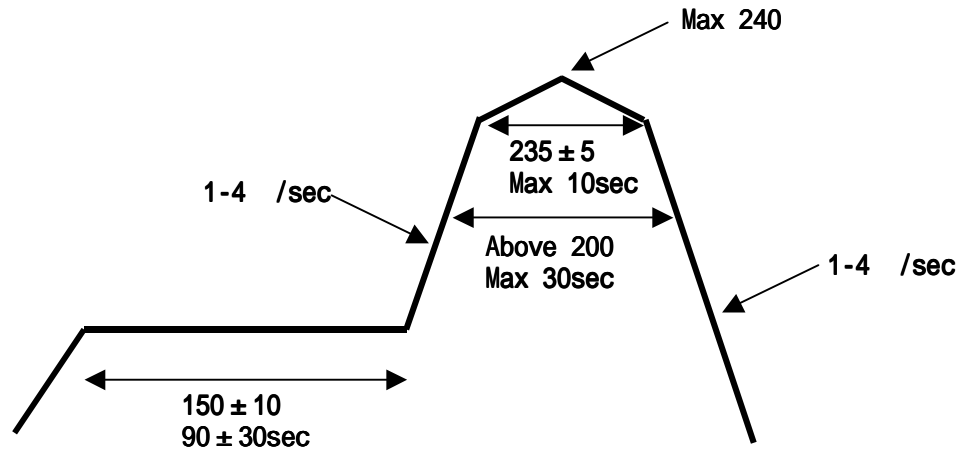 Max 240
235±5
Max 10sec
1-4 /sec
Above 200
Max 30sec
1-4 /sec
150±10
90±30sec